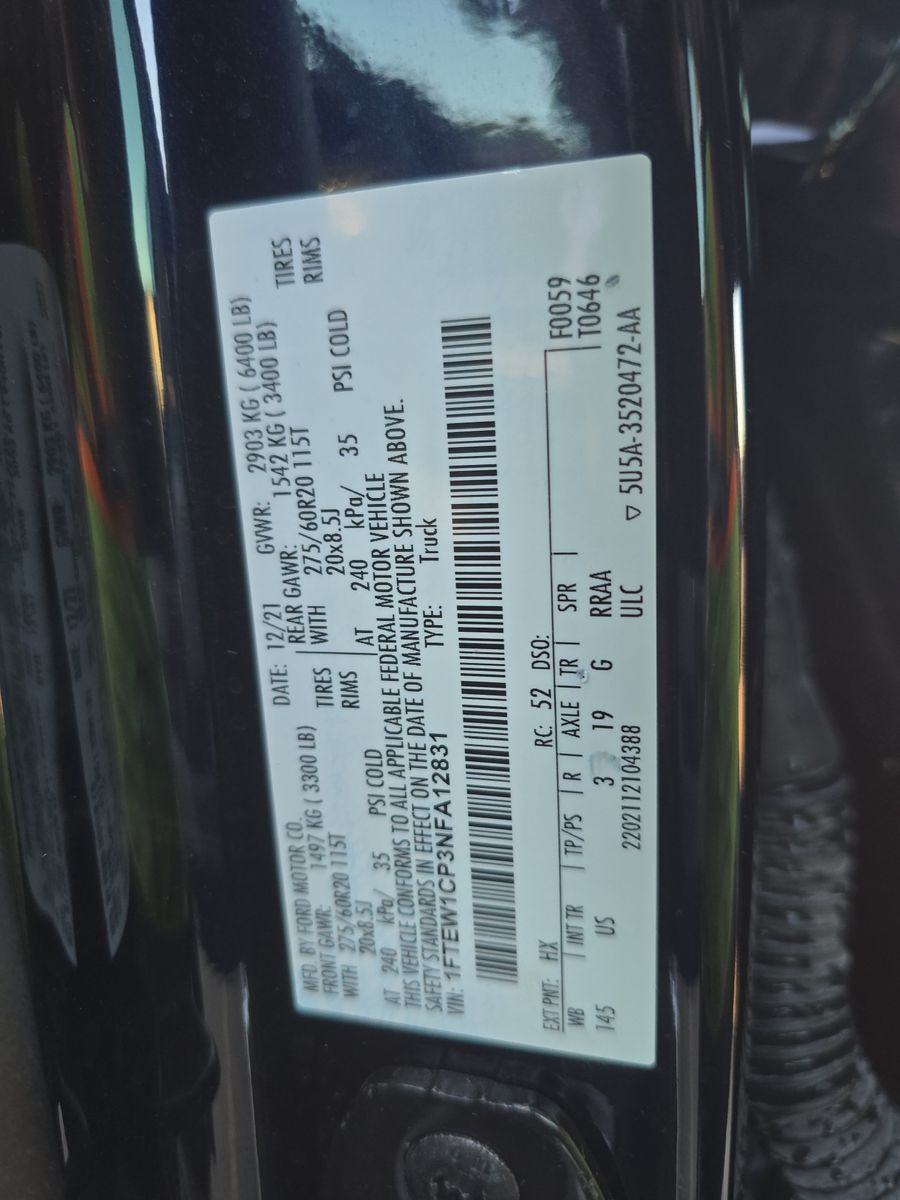 MFD. BY FORD MOTOR CO.
DATE: 12/21 GVWR: 2903 KG ( 6400 LB)
FRONT GAWR: 1497 KG ( 3300 LB) REAR GAWR: 1542 KG ( 3400 LB)
WITH 275/60R20 115T TIRES WITH 275/60R20 115T TIRES
20x8.5J RIMS 20x8.5J RIMS
AT 240 kPa/ 35 PSI COLD AT 240 kPa/ 35 PSI COLD
THIS VEHICLE CONFORMS TO ALL APPLICABLE FEDERAL MOTOR VEHICLE
SAFETY STANDARDS IN EFFECT ON THE DATE OF MANUFACTURE SHOWN ABOVE.
VIN: 1FTEW1CP3NFA12831 TYPE: Truck
EXT PNT: HX RC: 52 DSO: F0059
WB INT TR TP/PS R AXLE TR SPR T0646
145 US 3 19 G RRAA
ULC 5U5A-3520472-AA
2202112104388